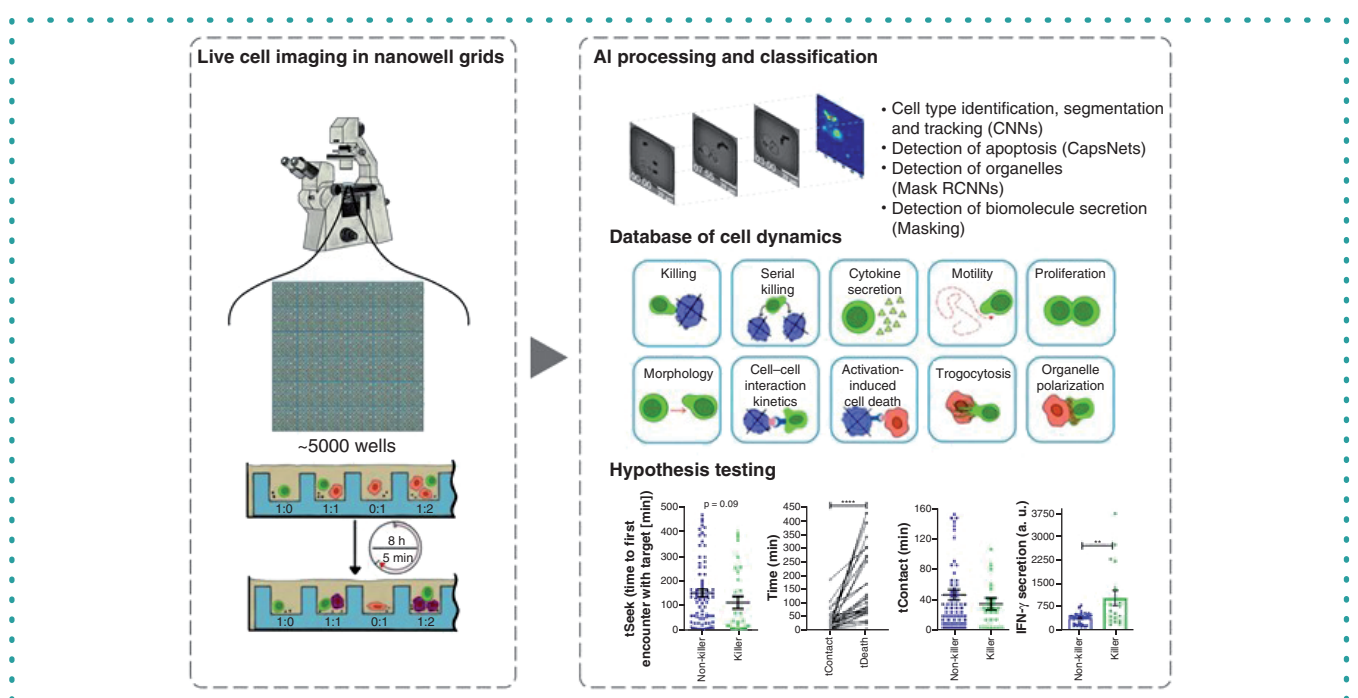 Live cell imaging in nanowell grids
~5000 wells
1:0 1:1 0:1 1:2
8 h
5 min
1:0 1:1 0:1 1:2
AI processing and classification
• Cell type identification, segmentation
and tracking (CNNs)
• Detection of apoptosis (CapsNets)
• Detection of organelles
(Mask RCNNs)
• Detection of biomolecule secretion
(Masking)
Database of cell dynamics
Killing
Serial
killing
Cytokine
secretion
Motility
Proliferation
Morphology
Cell–cell
interaction
kinetics
Activation-
induced
cell death
Trogocytosis
Organelle
polarization
Hypothesis testing
tSeek (time to first
encounter with target [min])
500
400
300
200
100
0
p = 0.09
Non-killer
Killer
Time (min)
450
400
350
300
250
200
150
100
50
0
****
tContact
tDeath
tContact (min)
160
120
80
40
0
Non-killer
Killer
IFN-γ secretion (a. u.)
3750
3000
1500
750
0
**
Non-killer
Killer